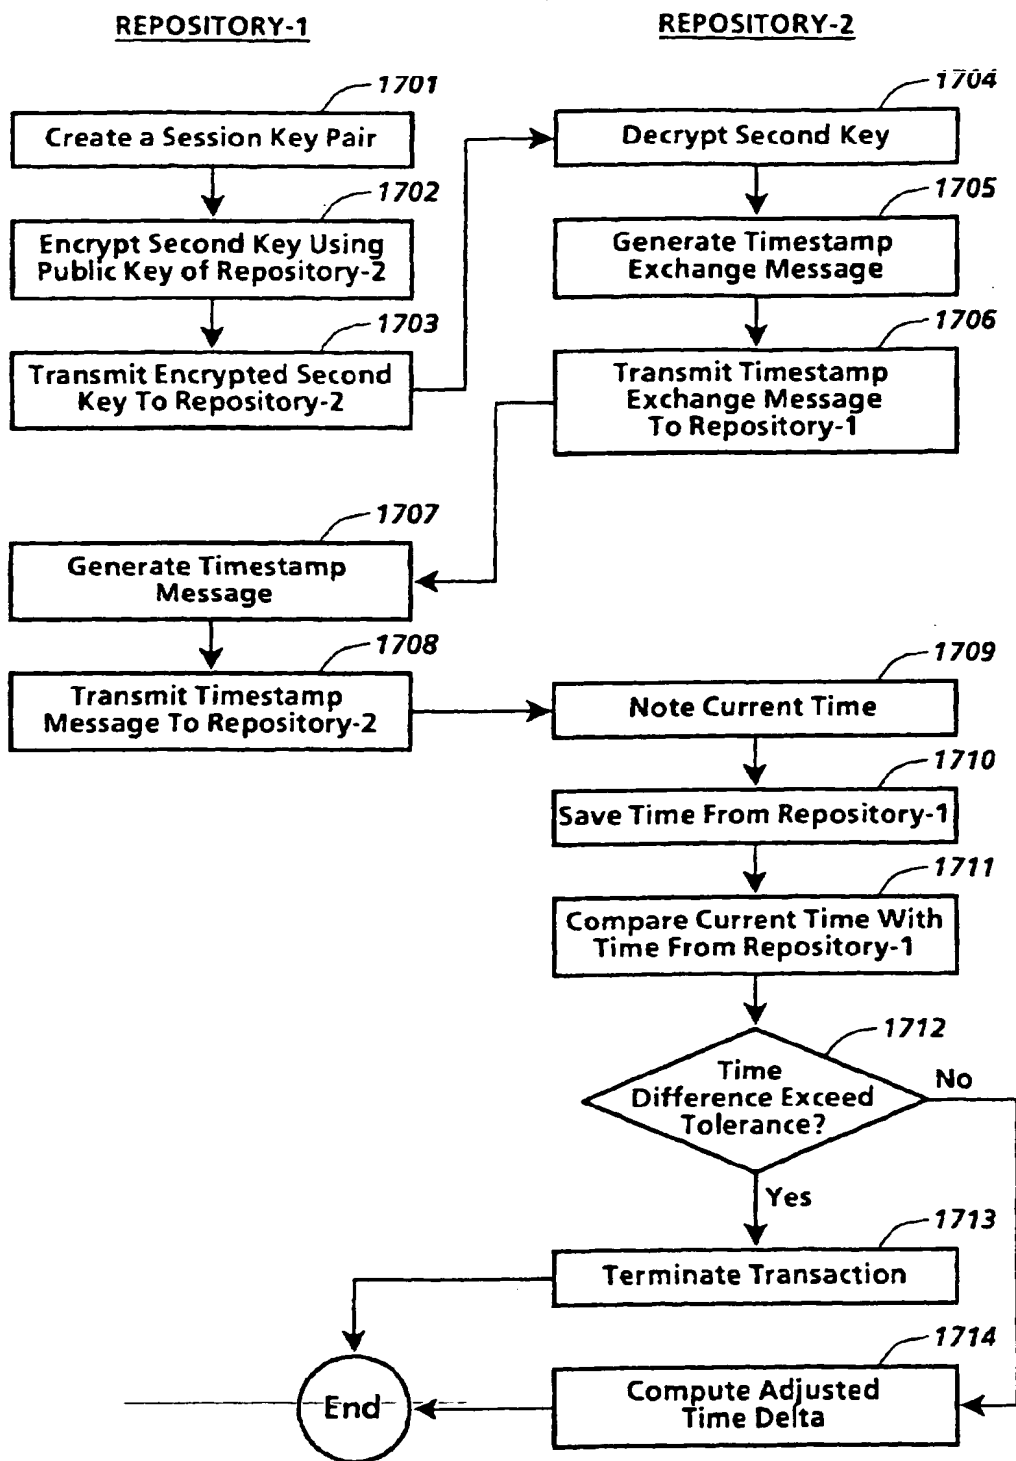 REPOSITORY-1
REPOSITORY-2
1701
Create a Session Key Pair
1702
Encrypt Second Key Using
Public Key of Repository-2
1703
Transmit Encrypted Second
Key To Repository-2
1704
Decrypt Second Key
1705
Generate Timestamp
Exchange Message
1706
Transmit Timestamp
Exchange Message
To Repository-1
1707
Generate Timestamp
Message
1708
Transmit Timestamp
Message To Repository-2
1709
Note Current Time
1710
Save Time From Repository-1
1711
Compare Current Time With
Time From Repository-1
1712
Time
Difference Exceed
Tolerance?
No
Yes
1713
Terminate Transaction
1714
Compute Adjusted
Time Delta
End